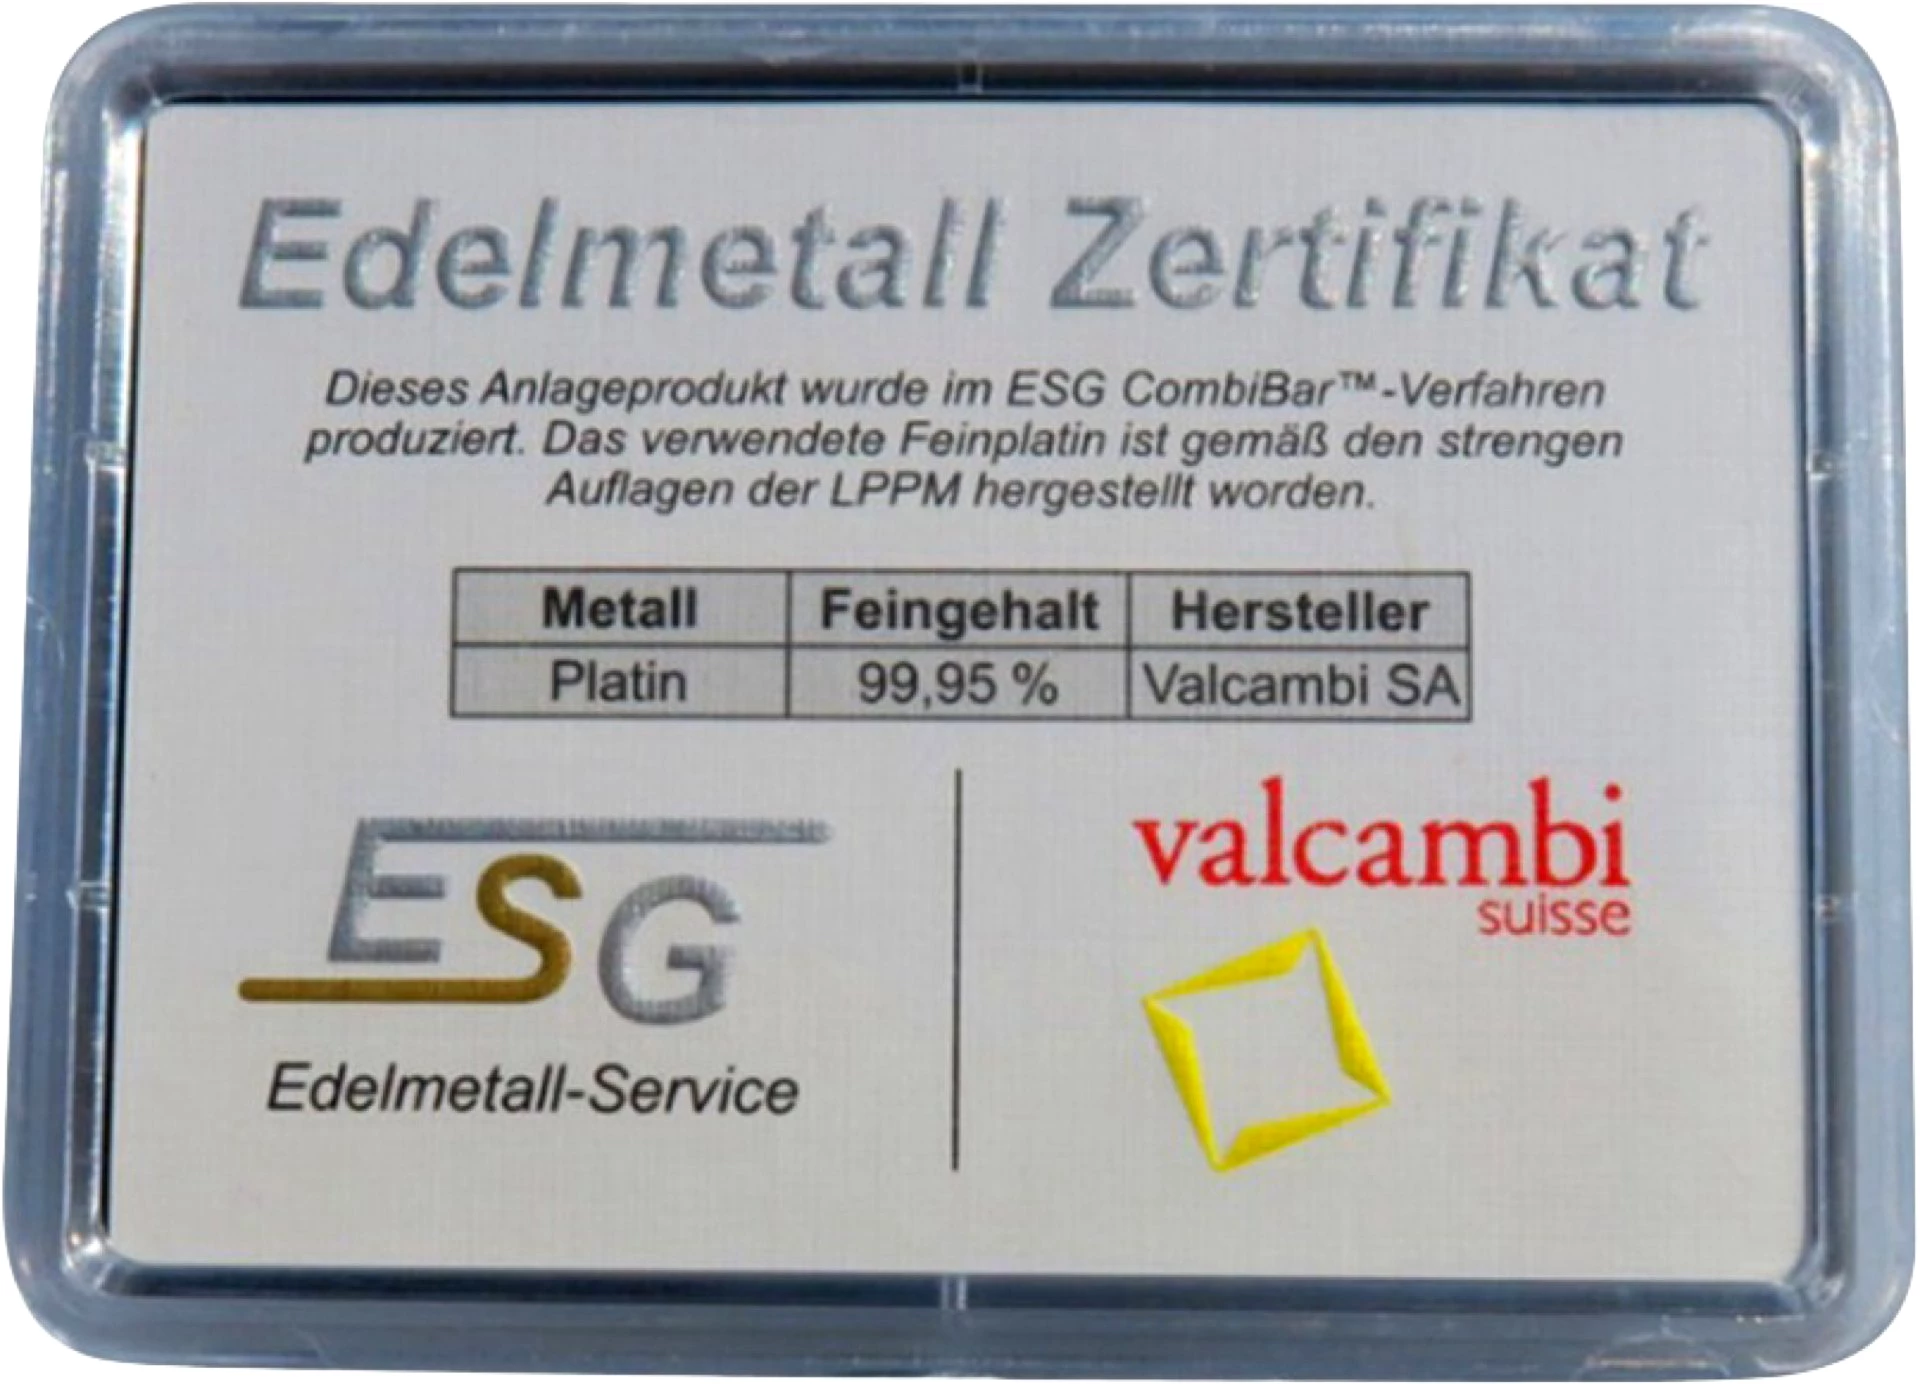 Edelmetall Zertifikat
Dieses Anlageprodukt wurde im ESG CombiBar™-Verfahren
produziert. Das verwendete Feinplatin ist gemäß den strengen
Auflagen der LPPM hergestellt worden.
Metall Feingehalt Hersteller
Platin 99,95 % Valcambi SA
ESG
Edelmetall-Service
valcambi
suisse